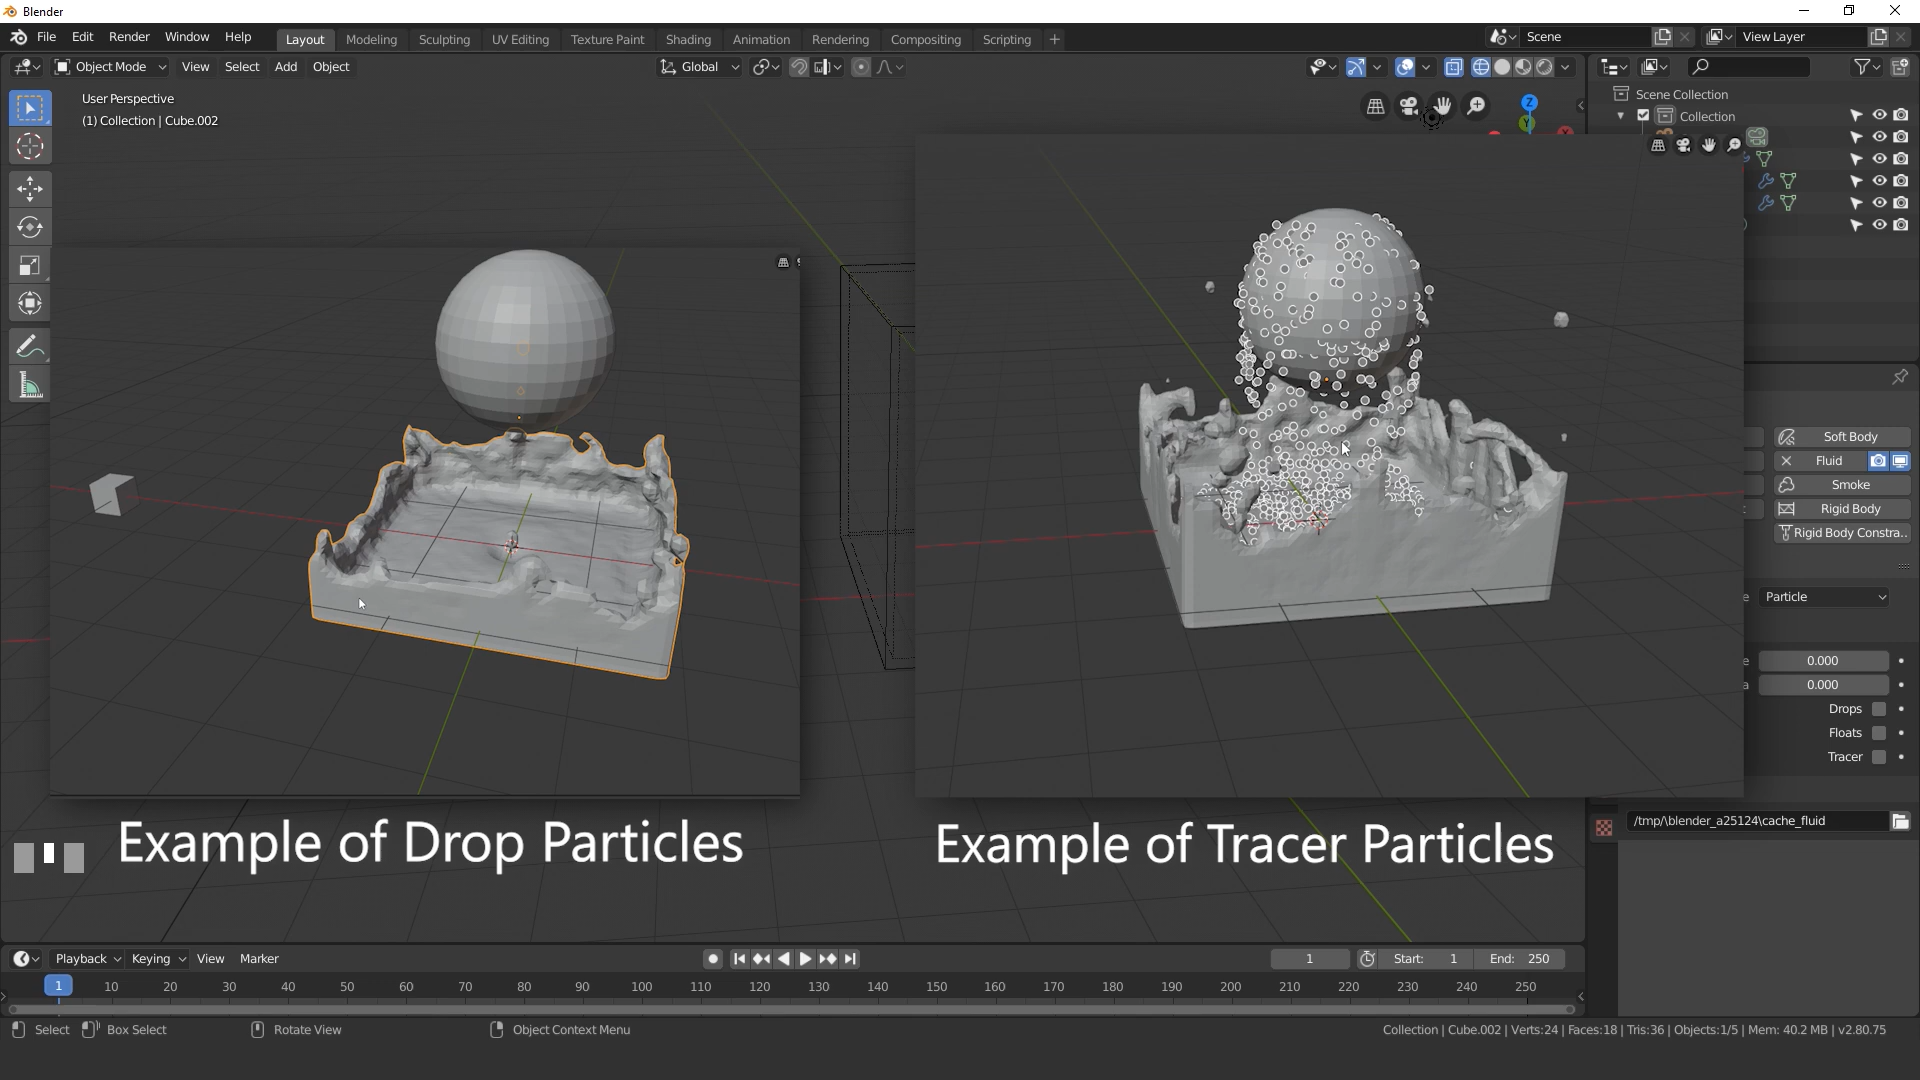 Blender
File Edit Render Window Help Layout Modeling Sculpting UV Editing Texture Paint Shading Animation Rendering Compositing Scripting + Scene View Layer
Object Mode View Select Add Object Global
User Perspective
(1) Collection | Cube.002
Z
Y
X
Scene Collection
Collection
Soft Body
Fluid
Smoke
Rigid Body
Rigid Body Constra..
e Particle
e 0.000
a 0.000
Drops
Floats
Tracer
/tmp/\blender_a25124\cache_fluid
Example of Drop Particles
Example of Tracer Particles
Playback Keying View Marker 1 Start: 1 End: 250
1 10 20 30 40 50 60 70 80 90 100 110 120 130 140 150 160 170 180 190 200 210 220 230 240 250
Select Box Select Rotate View Object Context Menu Collection | Cube.002 | Verts:24 | Faces:18 | Tris:36 | Objects:1/5 | Mem: 40.2 MB | v2.80.75